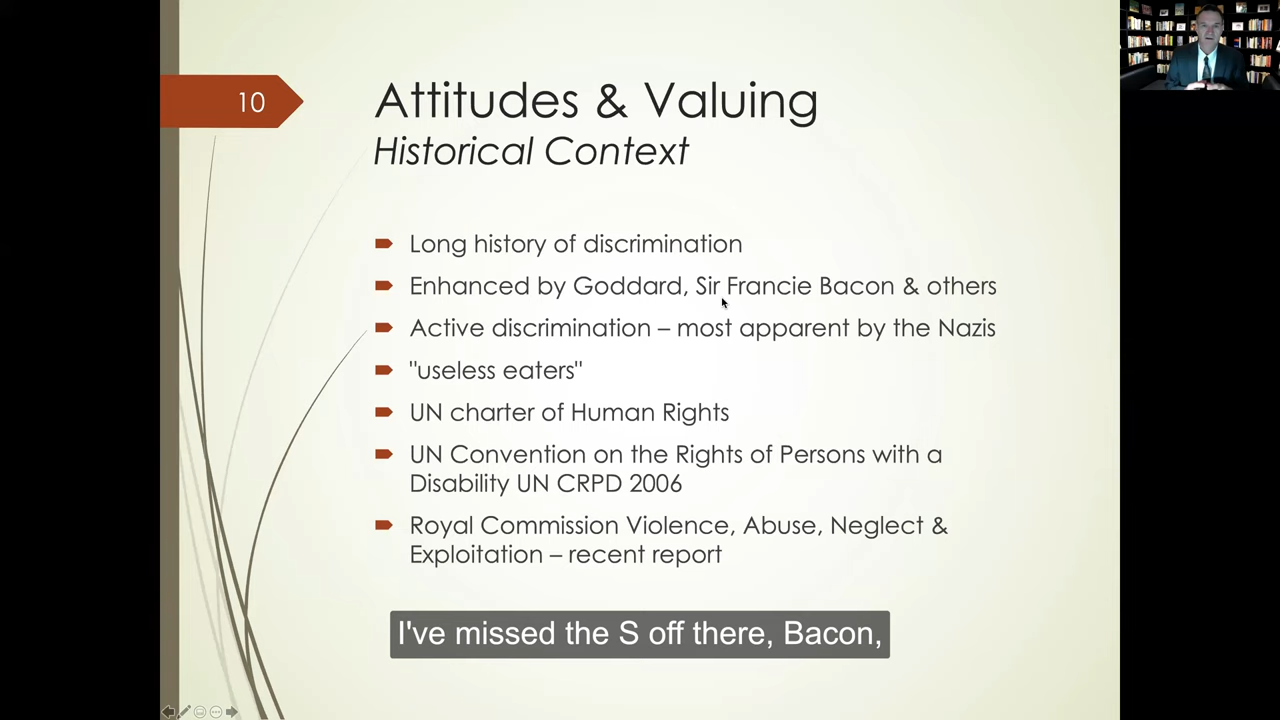 10
Attitudes & Valuing
Historical Context
Long history of discrimination
Enhanced by Goddard, Sir Francie Bacon & others
Active discrimination – most apparent by the Nazis
"useless eaters"
UN charter of Human Rights
UN Convention on the Rights of Persons with a
Disability UN CRPD 2006
Royal Commission Violence, Abuse, Neglect &
Exploitation – recent report
I've missed the S off there, Bacon,